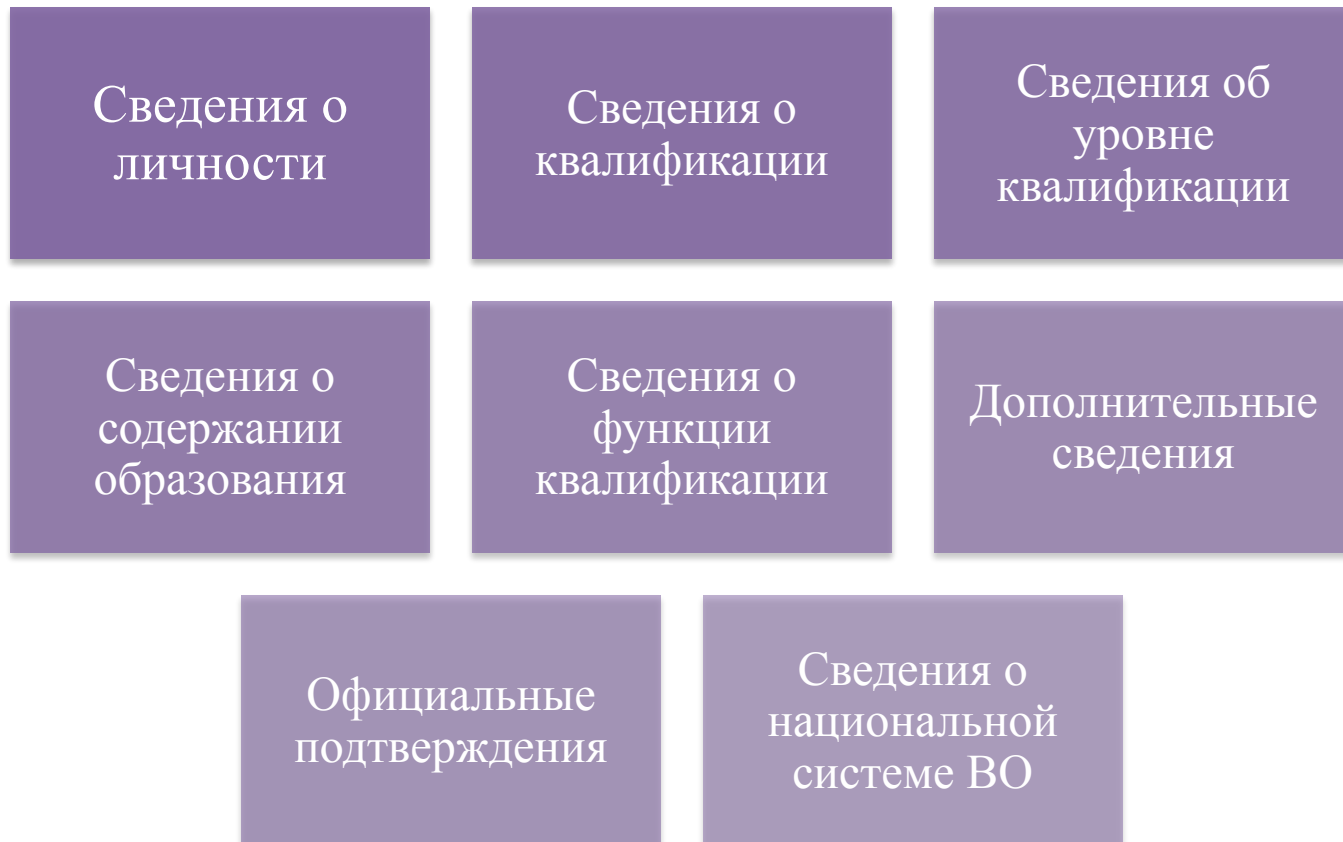 Сведения о
личности
Сведения о
квалификации
Сведения об
уровне
квалификации
Сведения о
содержании
образования
Сведения о
функции
квалификации
Дополнительные
сведения
Официальные
подтверждения
Сведения о
национальной
системе ВО